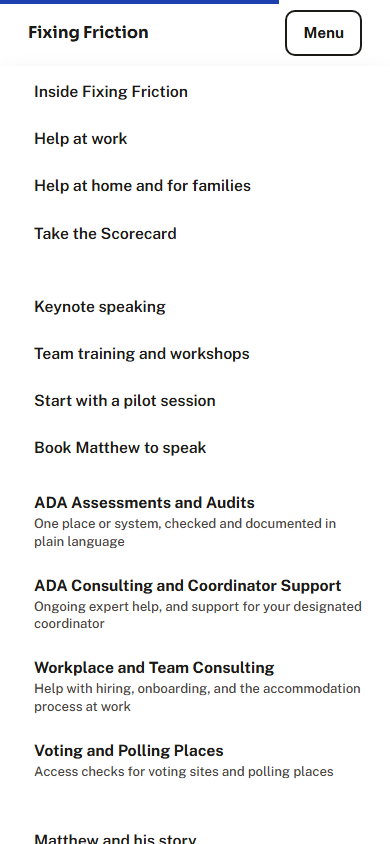 Fixing Friction
Menu
Inside Fixing Friction
Help at work
Help at home and for families
Take the Scorecard
Keynote speaking
Team training and workshops
Start with a pilot session
Book Matthew to speak
ADA Assessments and Audits
One place or system, checked and documented in
plain language
ADA Consulting and Coordinator Support
Ongoing expert help, and support for your designated
coordinator
Workplace and Team Consulting
Help with hiring, onboarding, and the accommodation
process at work
Voting and Polling Places
Access checks for voting sites and polling places
Matthew and his story